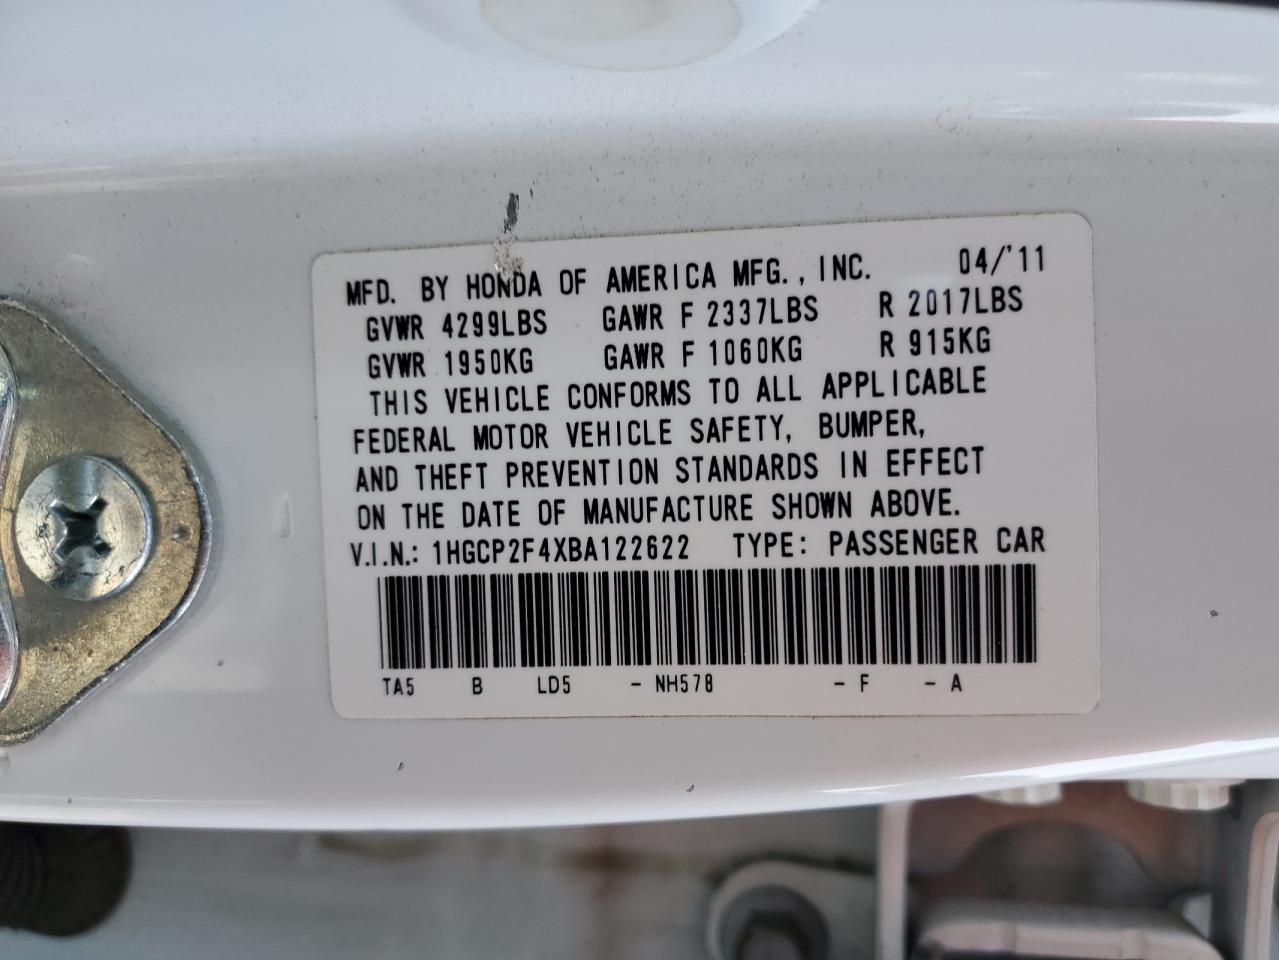 MFD. BY HONDA OF AMERICA MFG., INC. 04/'11
GVWR 4299LBS GAWR F 2337LBS R 2017LBS
GVWR 1950KG GAWR F 1060KG R 915KG
THIS VEHICLE CONFORMS TO ALL APPLICABLE
FEDERAL MOTOR VEHICLE SAFETY, BUMPER,
AND THEFT PREVENTION STANDARDS IN EFFECT
ON THE DATE OF MANUFACTURE SHOWN ABOVE.
V.I.N.: 1HGCP2F4XBA122622 TYPE: PASSENGER CAR
TA5 B LD5 - NH578 - F - A